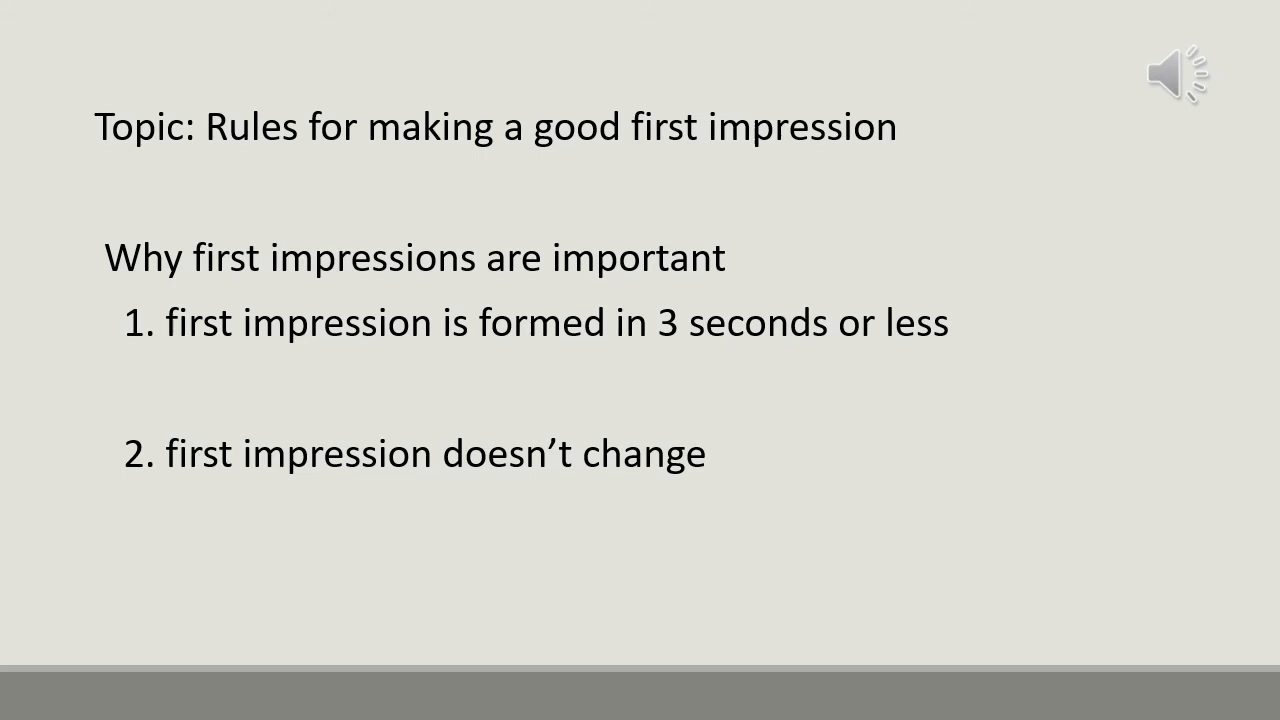 Topic: Rules for making a good first impression
Why first impressions are important
1. first impression is formed in 3 seconds or less
2. first impression doesn’t change